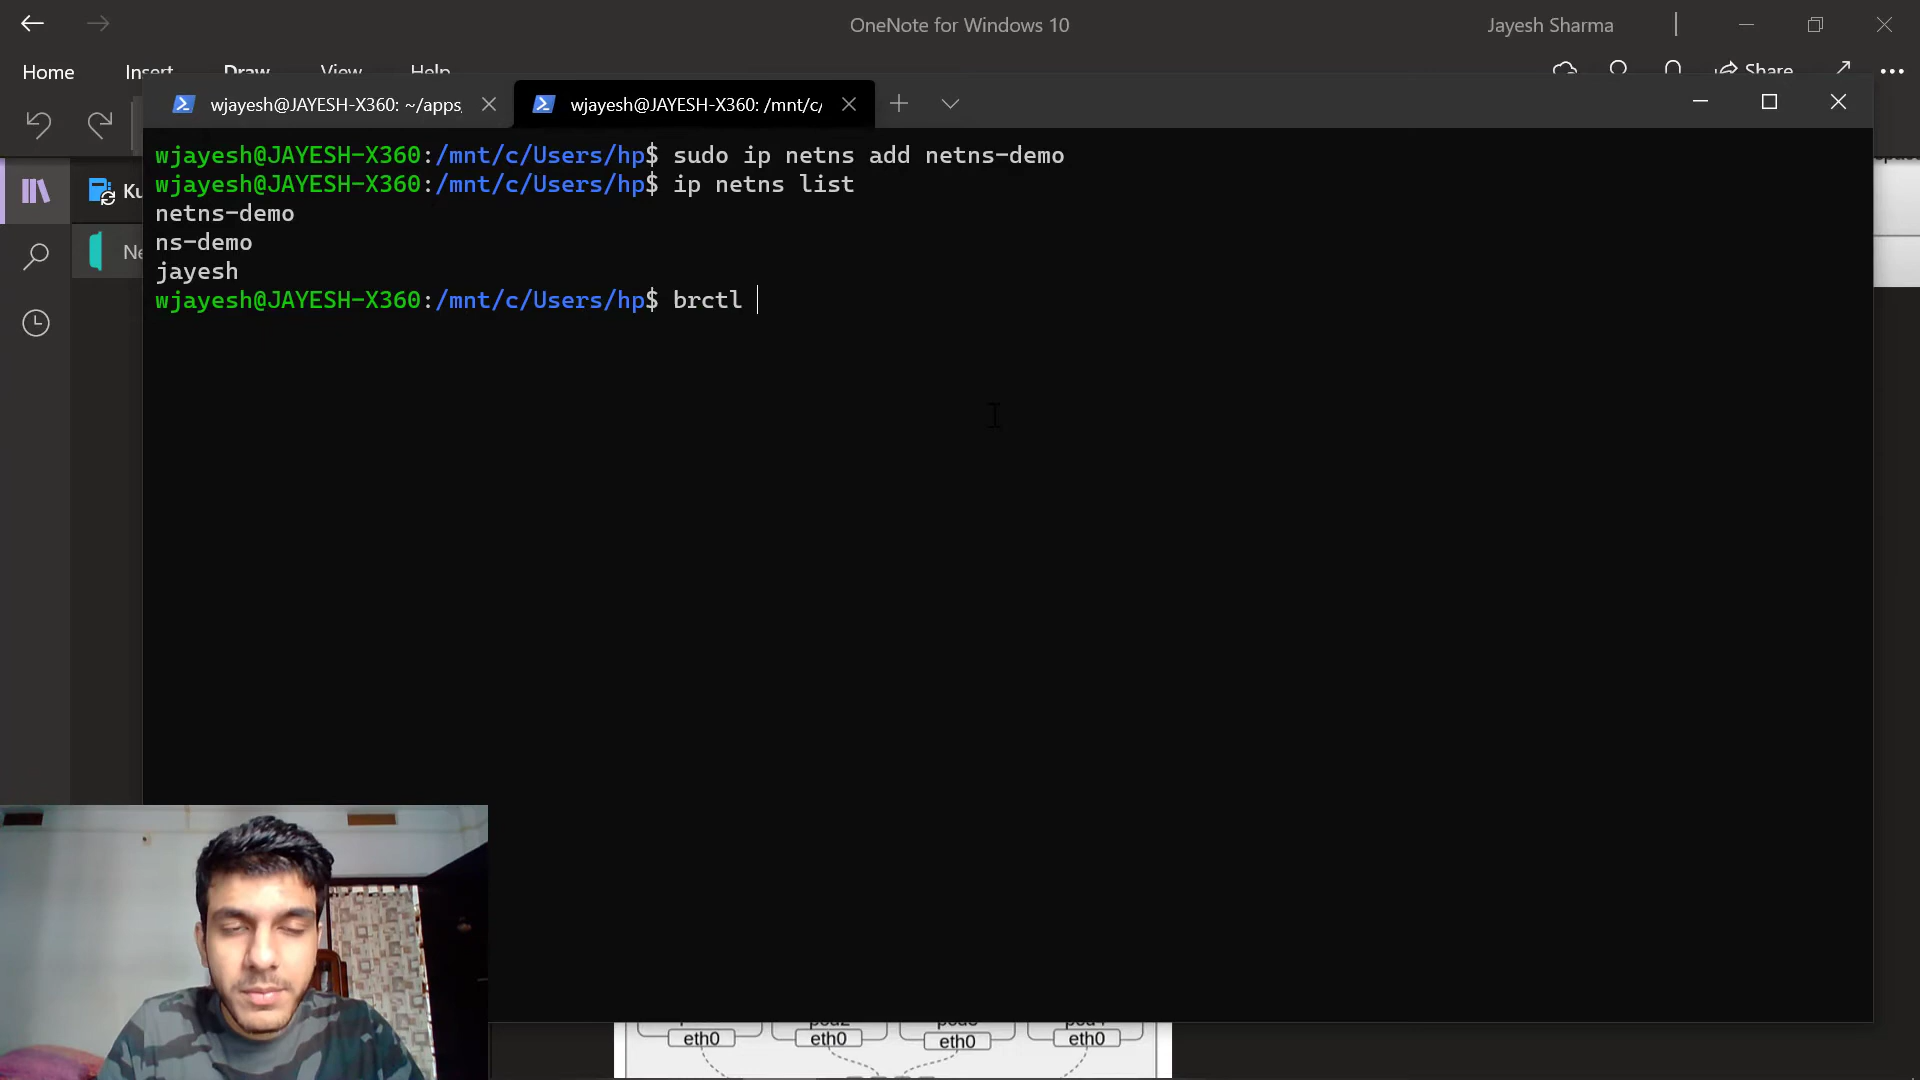 OneNote for Windows 10
Jayesh Sharma
Home Insert Draw View Help
Share
wjayesh@JAYESH-X360: ~/apps,
wjayesh@JAYESH-X360: /mnt/c/
wjayesh@JAYESH-X360:/mnt/c/Users/hp$ sudo ip netns add netns-demo
wjayesh@JAYESH-X360:/mnt/c/Users/hp$ ip netns list
netns-demo
ns-demo
jayesh
wjayesh@JAYESH-X360:/mnt/c/Users/hp$ brctl
Ku
Ne
eth0 eth0 eth0 eth0